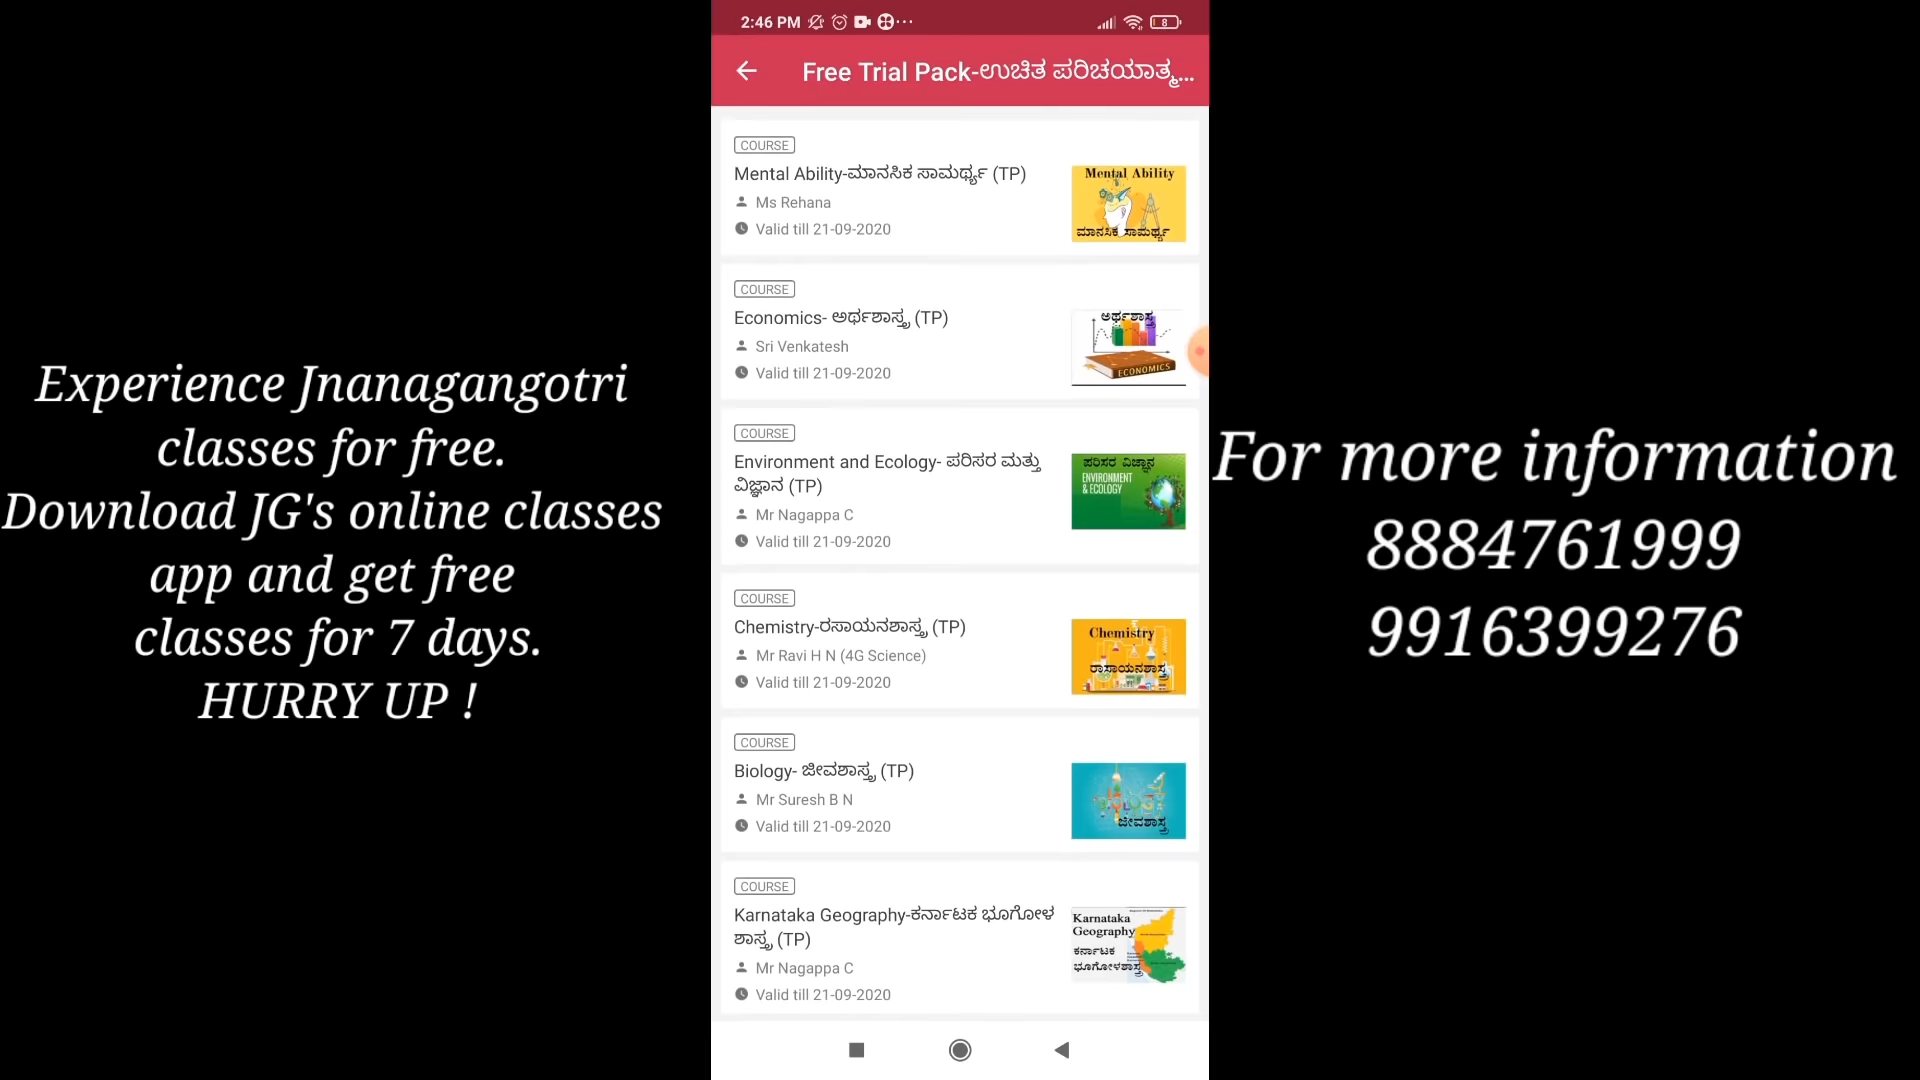 Experience Jnanagangotri
classes for free.
Download JG's online classes
app and get free
classes for 7 days.
HURRY UP !
2:46 PM
8
Free Trial Pack-ಉಚಿತ ಪರಿಚಯಾತ್ಮ...
COURSE
Mental Ability-ಮಾನಸಿಕ ಸಾಮರ್ಥ್ಯ (TP)
Ms Rehana
Valid till 21-09-2020
Mental Ability
ಮಾನಸಿಕ ಸಾಮರ್ಥ್ಯ
COURSE
Economics- ಅರ್ಥಶಾಸ್ತ್ರ (TP)
Sri Venkatesh
Valid till 21-09-2020
ಅರ್ಥಶಾಸ್ತ್ರ
ECONOMICS
COURSE
Environment and Ecology- ಪರಿಸರ ಮತ್ತು
ವಿಜ್ಞಾನ (TP)
Mr Nagappa C
Valid till 21-09-2020
ಪರಿಸರ ವಿಜ್ಞಾನ
ENVIRONMENT
& ECOLOGY
COURSE
Chemistry-ರಸಾಯನಶಾಸ್ತ್ರ (TP)
Mr Ravi H N (4G Science)
Valid till 21-09-2020
Chemistry
ರಾಸಾಯನಶಾಸ್ತ್ರ
COURSE
Biology- ಜೀವಶಾಸ್ತ್ರ (TP)
Mr Suresh B N
Valid till 21-09-2020
ಜೀವಶಾಸ್ತ್ರ
COURSE
Karnataka Geography-ಕರ್ನಾಟಕ ಭೂಗೋಳ
ಶಾಸ್ತ್ರ (TP)
Mr Nagappa C
Valid till 21-09-2020
Karnataka
Geography
ಕರ್ನಾಟಕ
ಭೂಗೋಳಶಾಸ್ತ್ರ
For more information
8884761999
9916399276